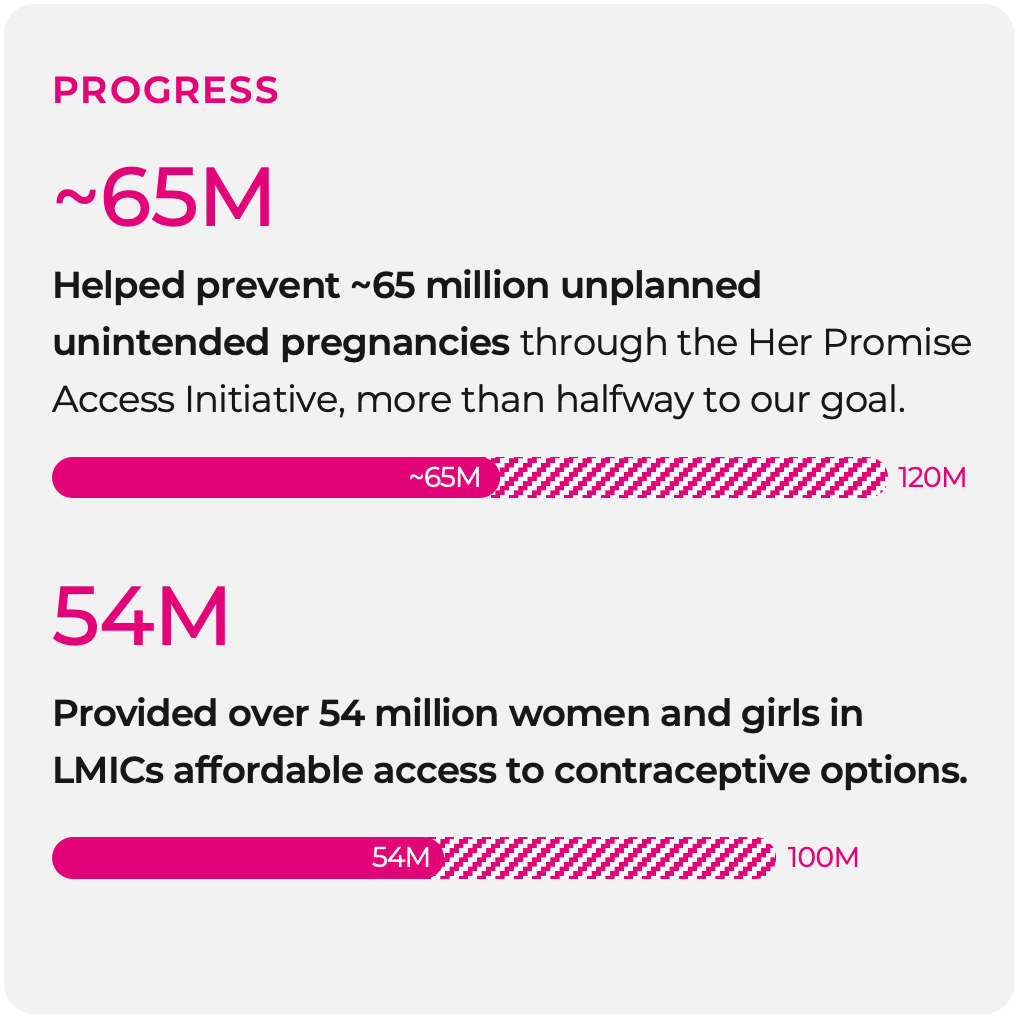 PROGRESS
~65M
Helped prevent ~65 million unplanned
unintended pregnancies through the Her Promise
Access Initiative, more than halfway to our goal.
~65M 120M
54M
Provided over 54 million women and girls in
LMICs affordable access to contraceptive options.
54M 100M